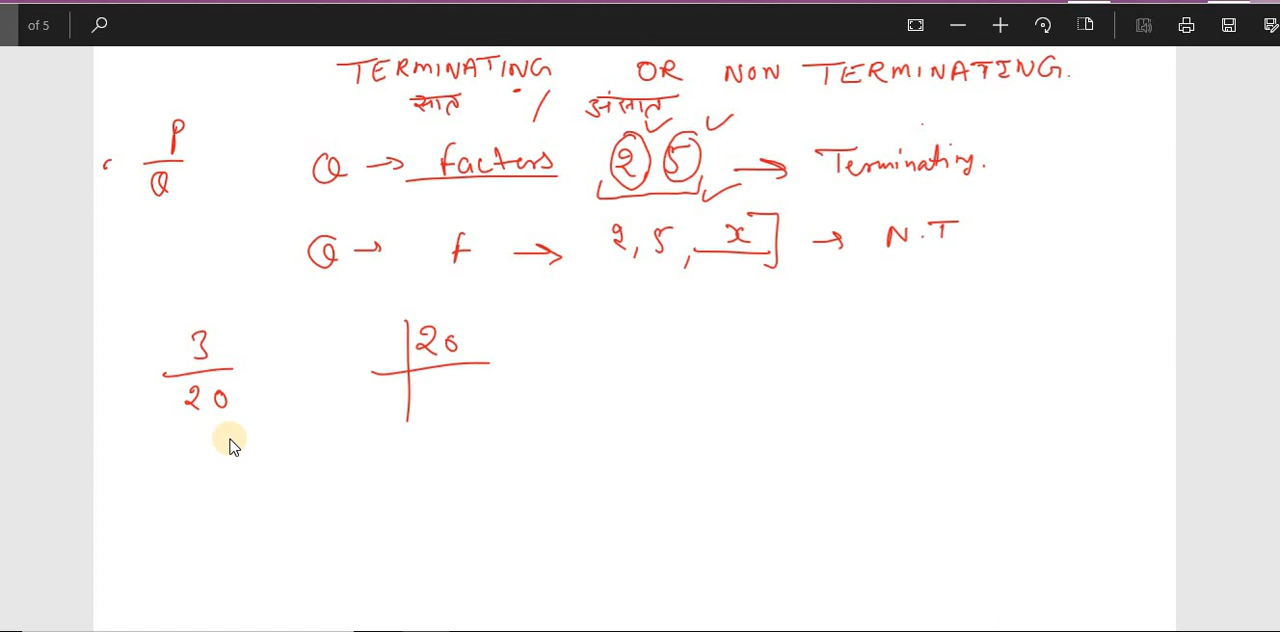 of 5
TERMINATING OR NON TERMINATING.
सात / अंसात
P
Q
Q → factors 2 5 → Terminating.
Q → f → 2, 5, x → N.T
3
20
20